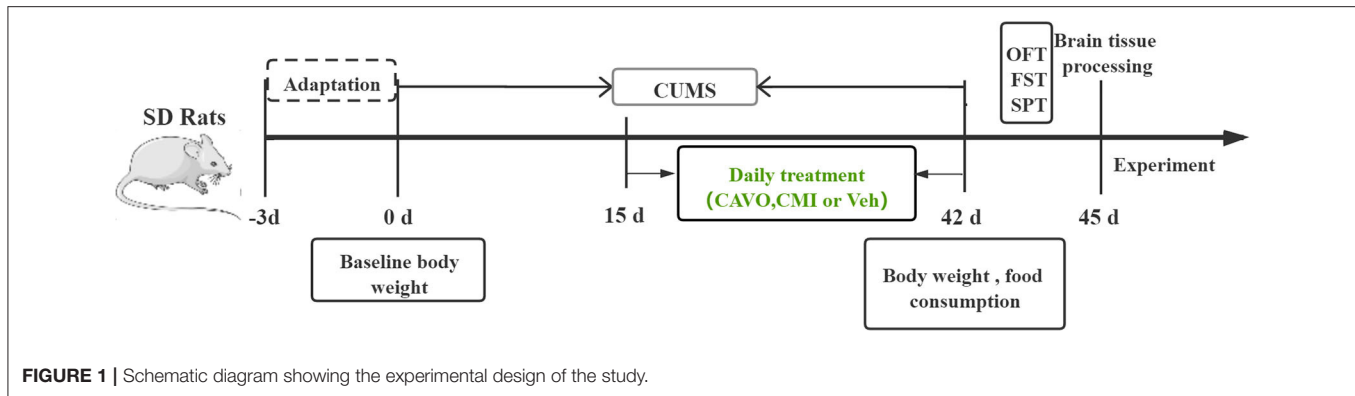 Adaptation
CUMS
OFT
FST
SPT
Brain tissue
processing
SD Rats
Daily treatment
(CAVO,CMI or Veh)
Experiment
-3d
0 d
15 d
42 d
45 d
Baseline body
weight
Body weight , food
consumption
FIGURE 1 | Schematic diagram showing the experimental design of the study.